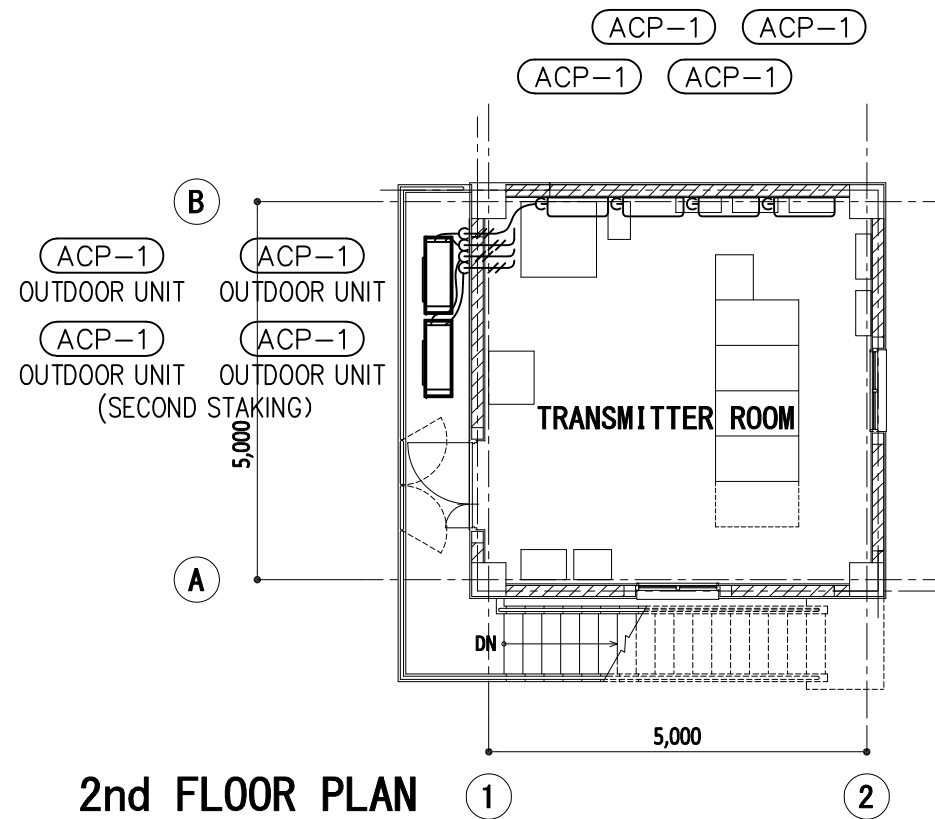 ACP-1 ACP-1
ACP-1 ACP-1
B
ACP-1 ACP-1
OUTDOOR UNIT OUTDOOR UNIT
ACP-1 ACP-1
OUTDOOR UNIT OUTDOOR UNIT
(SECOND STAKING)
TRANSMITTER ROOM
5,000
A
DN
5,000
2nd FLOOR PLAN
1 2